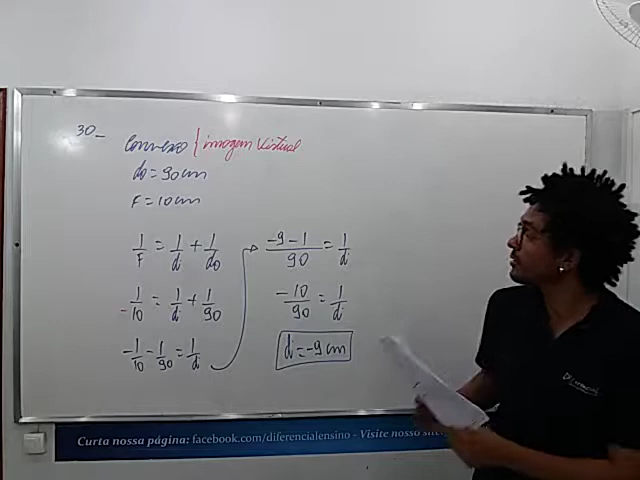 30_
Convexo { imagem virtual
do = 90 cm
F = 10 cm
1/F = 1/di + 1/do
1/-10 = 1/di + 1/90
-1/10 - 1/90 = 1/di
-9-1/90 = 1/di
-10/90 = 1/di
di = -9 cm
Curta nossa página: facebook.com/diferencialensino - Visite nosso